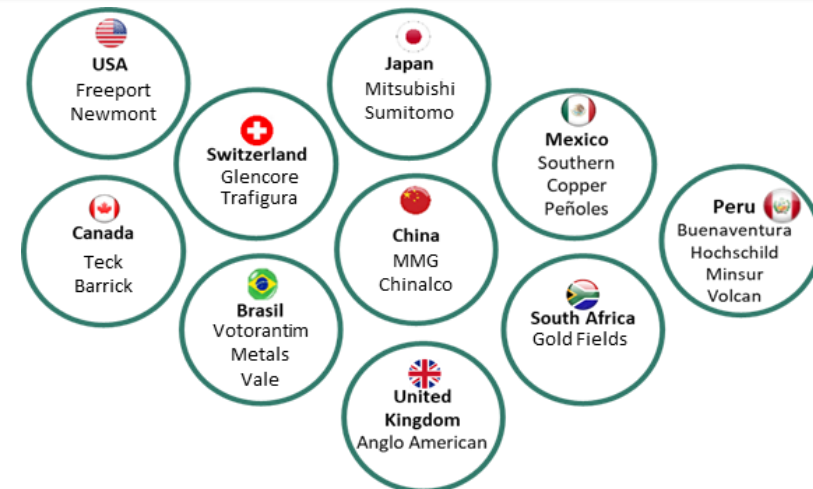 USA
Freeport
Newmont
Japan
Mitsubishi
Sumitomo
Switzerland
Glencore
Trafigura
Mexico
Southern
Copper
Peñoles
Canada
Teck
Barrick
China
MMG
Chinalco
Peru
Buenaventura
Hochschild
Minsur
Volcan
Brasil
Votorantim
Metals
Vale
South Africa
Gold Fields
United
Kingdom
Anglo American